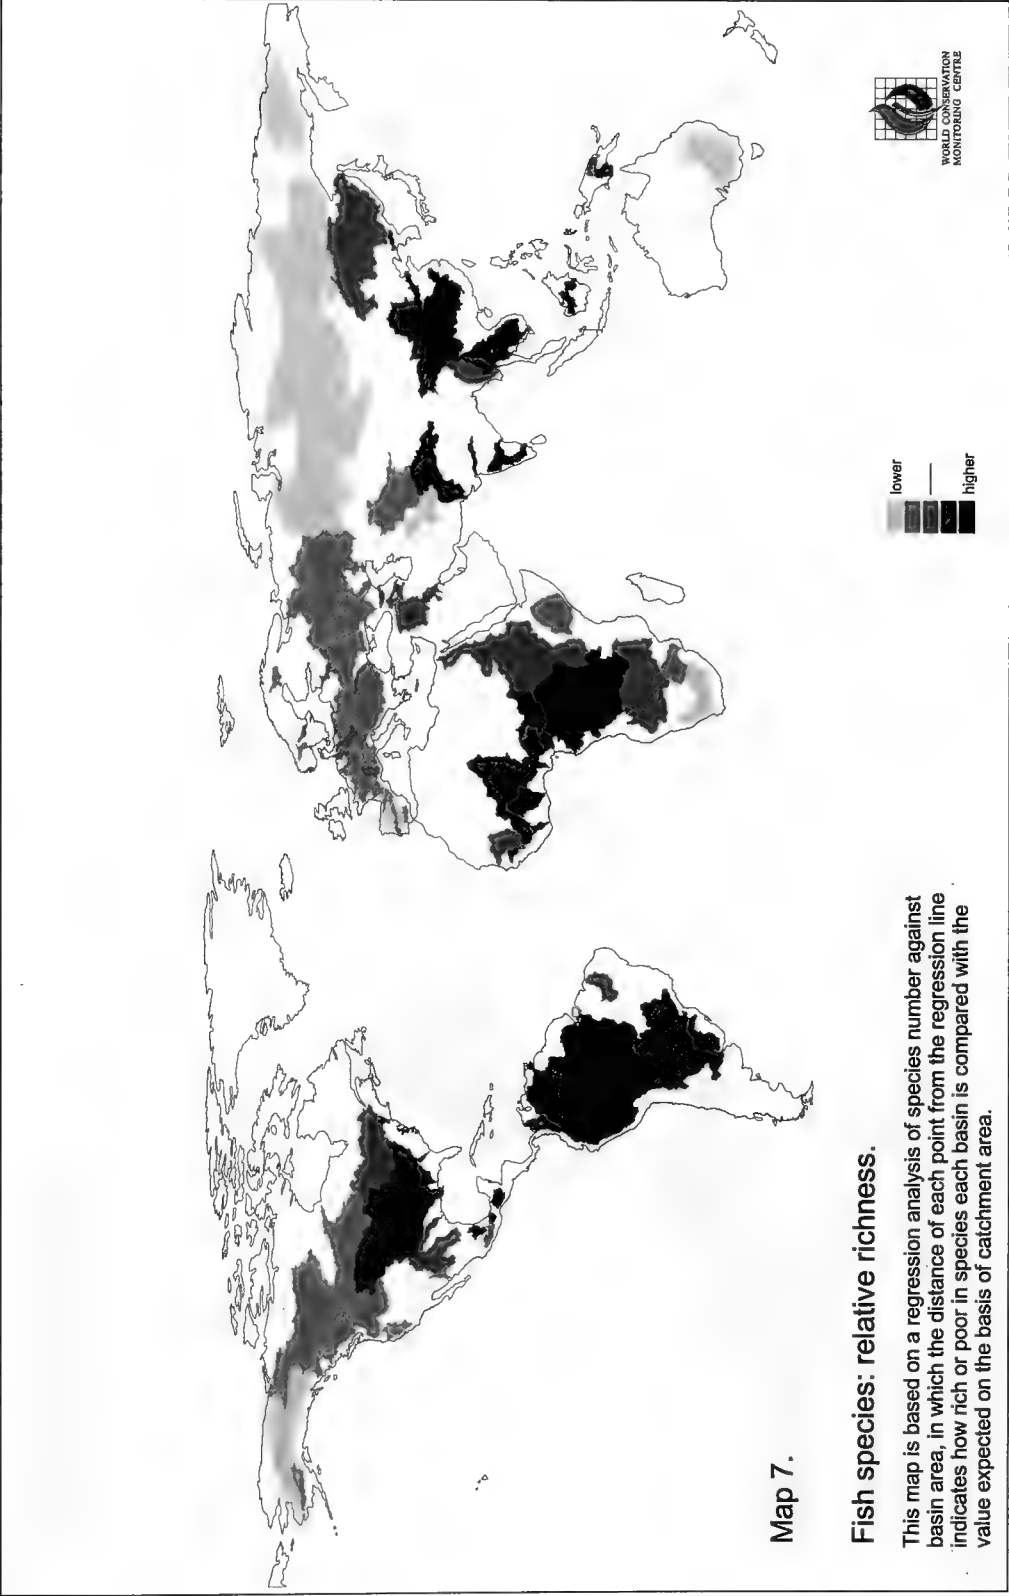 Map 7.
Fish species: relative richness.
This map is based on a regression analysis of species number against
basin area, in which the distance of each point from the regression line
indicates how rich or poor in species each basin is compared with the
value expected on the basis of catchment area.
lower
higher
WORLD CONSERVATION
MONITORING CENTRE